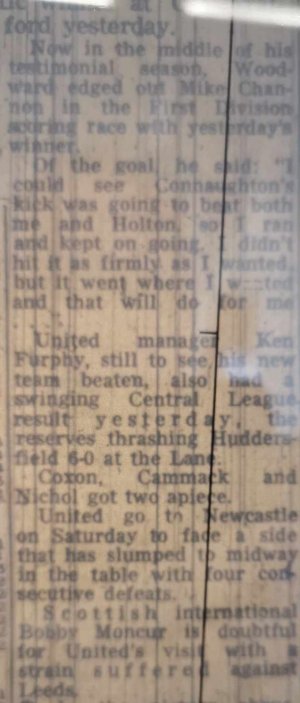 at
ford yesterday.
Now in the middle of his
testimonial season, Wood-
ward edged out Mike Chan-
non in the First Division
scoring race with yesterday's
winner.
Of the goal, he said: "I
could see Connaughton's
kick was going to beat both
me and Holton, so I ran
and kept on going. I didn't
hit it as firmly as I wanted,
but it went where I w
and that will do for me
United manager Ken
Furphy, still to see his new
team beaten, also had a
swinging Central League
result yesterday, the
reserves thrashing Hudders-
field 6-0 at the Lane.
Coxon, Cammack and
Nichol got two apiece.
United go to Newcastle
on Saturday to face a side
that has slumped to midway
in the table with four con-
secutive defeats.
Scottish international
Bobby Moncur is doubtful
for United's visit with a
strain suffered against
Leeds.